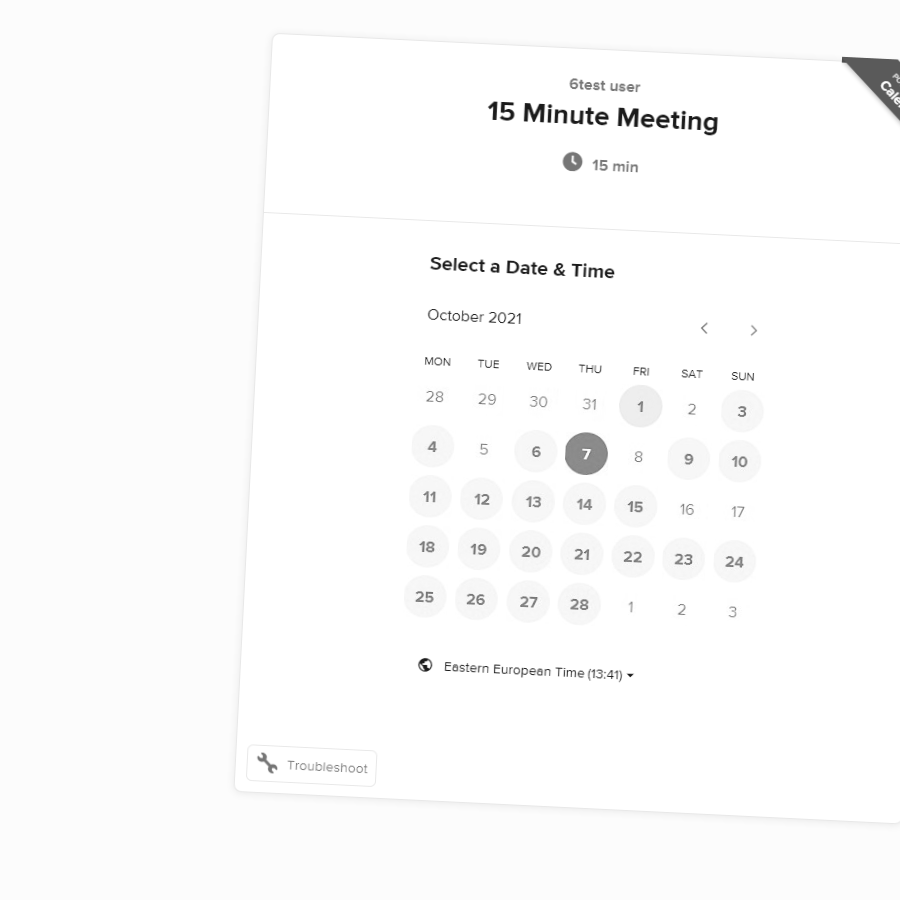 6test user
15 Minute Meeting
15 min
Select a Date & Time
October 2021
MON TUE WED THU FRI SAT SUN
28 29 30 31 1 2 3
4 5 6 7 8 9 10
11 12 13 14 15 16 17
18 19 20 21 22 23 24
25 26 27 28 1 2 3
Eastern European Time (13:41)
Troubleshoot